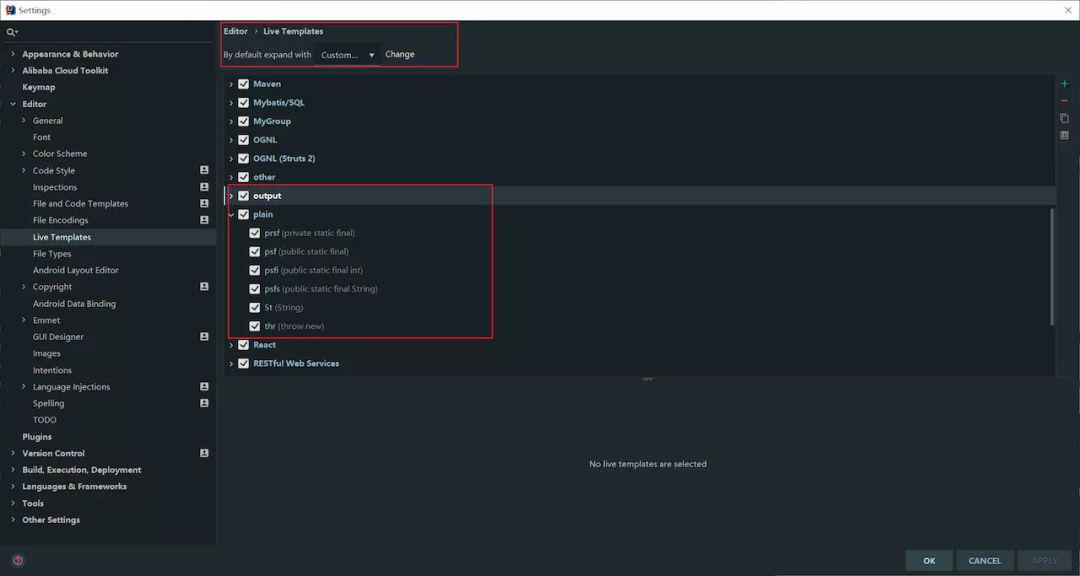 Settings
Appearance & Behavior
Alibaba Cloud Toolkit
Keymap
Editor
General
Font
Color Scheme
Code Style
Inspections
File and Code Templates
File Encodings
Live Templates
File Types
Android Layout Editor
Copyright
Android Data Binding
Emmet
GUI Designer
Images
Intentions
Language Injections
Spelling
TODO
Plugins
Version Control
Build, Execution, Deployment
Languages & Frameworks
Tools
Other Settings
Editor › Live Templates
By default expand with Custom... Change
Maven
Mybatis/SQL
MyGroup
OGNL
OGNL (Struts 2)
other
output
plain
prsf (private static final)
psf (public static final)
psfi (public static final int)
psfs (public static final String)
St (String)
thr (throw new)
React
RESTful Web Services
No live templates are selected
OK CANCEL APPLY